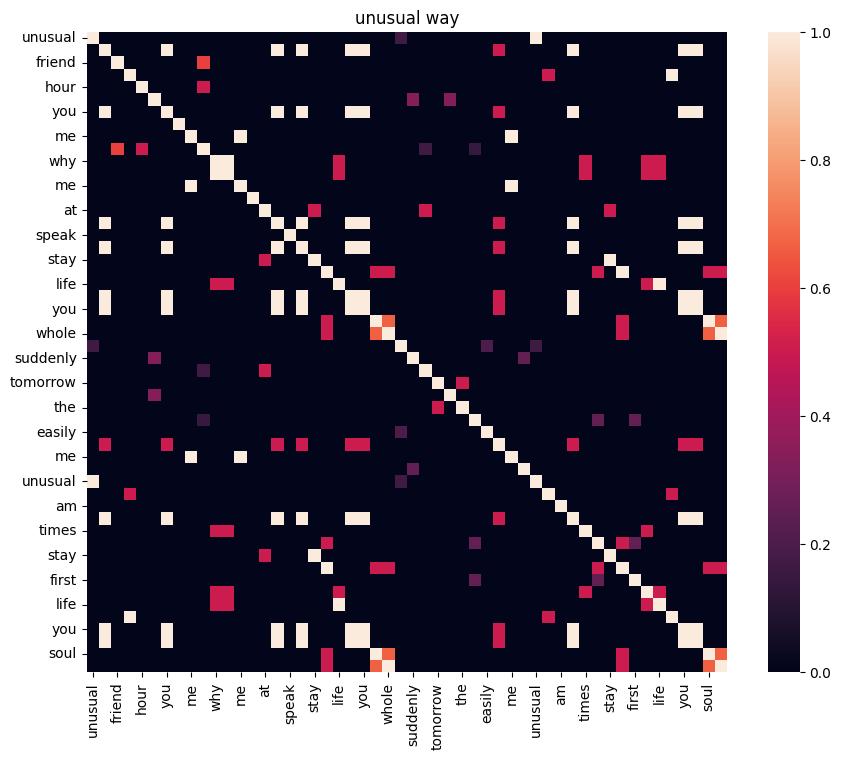 unusual way
unusual
friend
hour
you
me
why
me
at
speak
stay
life
you
whole
suddenly
tomorrow
the
easily
me
unusual
am
times
stay
first
life
you
soul
1.0
0.8
0.6
0.4
0.2
0.0
unusual
friend
hour
you
me
why
me
at
speak
stay
life
you
whole
suddenly
tomorrow
the
easily
me
unusual
am
times
stay
first
life
you
soul